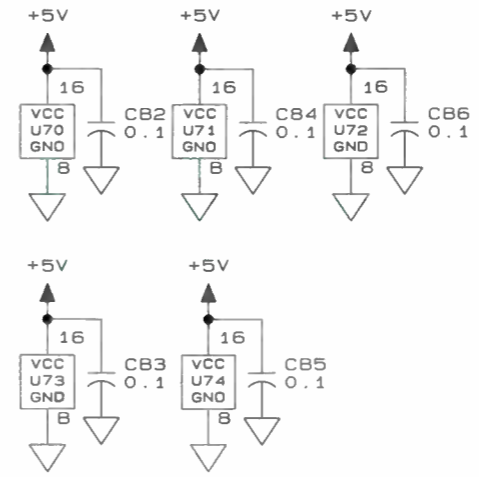 +5V +5V +5V
16 16 16
VCC CB2 VCC CB4 VCC CB6
U70 0.1 U71 0.1 U72 0.1
GND GND GND
8 8 8
+5V +5V
16 16
VCC CB3 VCC CB5
U73 0.1 U74 0.1
GND GND
8 8